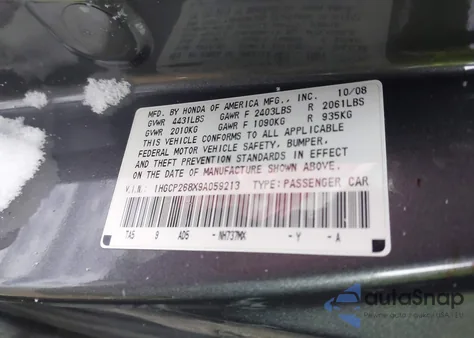 MFD. BY HONDA OF AMERICA MFG., INC. 10/08
GVWR 4431LBS GAWR F 2403LBS R 2061LBS
GVWR 2010KG GAWR F 1090KG R 935KG
THIS VEHICLE CONFORMS TO ALL APPLICABLE
FEDERAL MOTOR VEHICLE SAFETY, BUMPER,
AND THEFT PREVENTION STANDARDS IN EFFECT
ON THE DATE OF MANUFACTURE SHOWN ABOVE.
V.I.N.: 1HGCP268X9A059213 TYPE: PASSENGER CAR
TA5 9 AD5 - NH737MX - Y - A
autoSnap